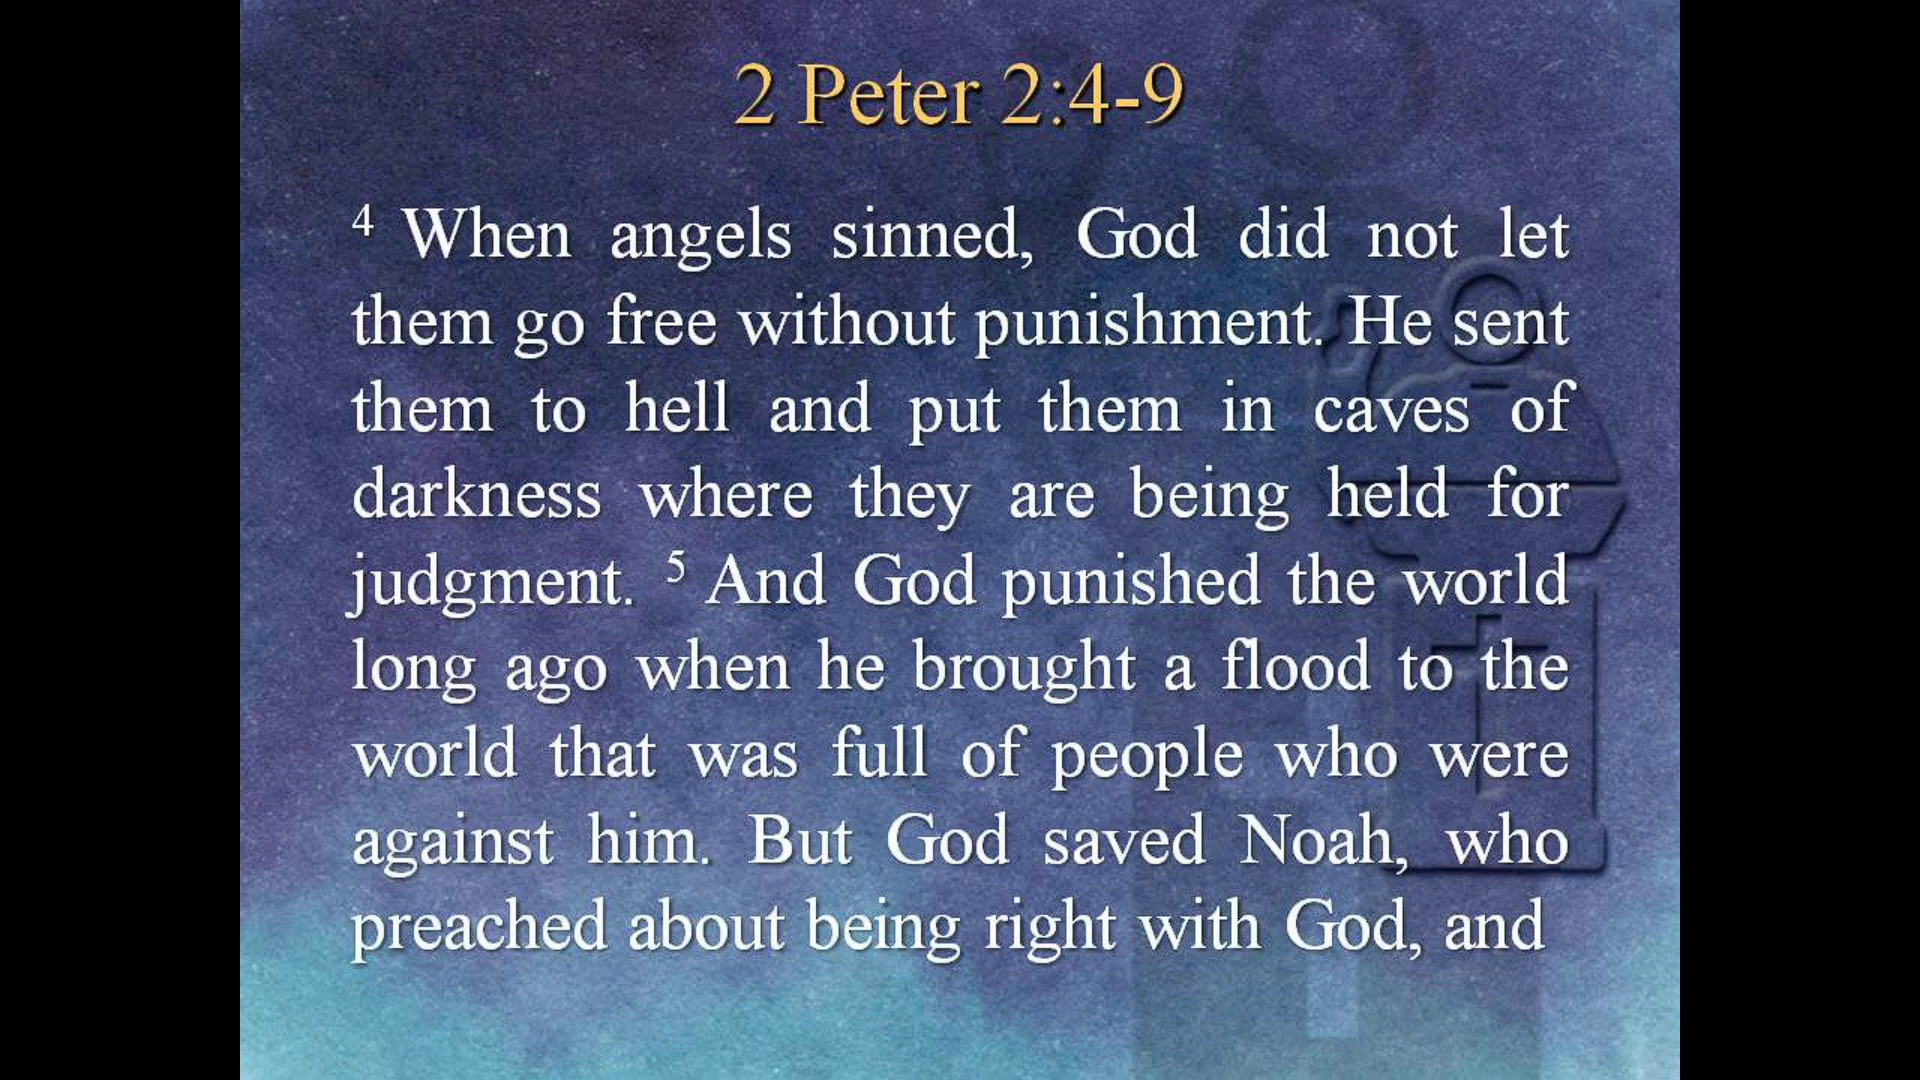 2 Peter 2:4-9
4 When angels sinned, God did not let
them go free without punishment. He sent
them to hell and put them in caves of
darkness where they are being held for
judgment. 5 And God punished the world
long ago when he brought a flood to the
world that was full of people who were
against him. But God saved Noah, who
preached about being right with God, and